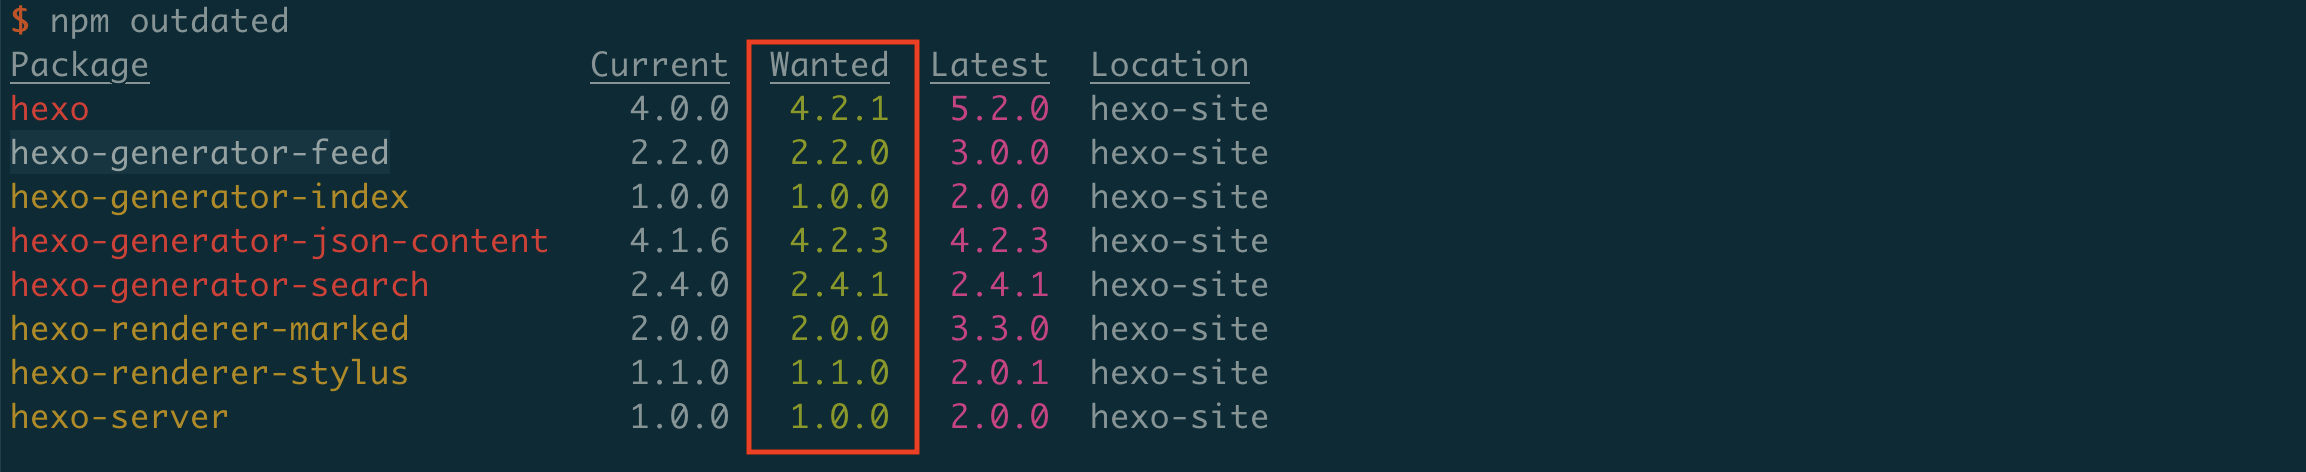 $ npm outdated
Package Current Wanted Latest Location
hexo 4.0.0 4.2.1 5.2.0 hexo-site
hexo-generator-feed 2.2.0 2.2.0 3.0.0 hexo-site
hexo-generator-index 1.0.0 1.0.0 2.0.0 hexo-site
hexo-generator-json-content 4.1.6 4.2.3 4.2.3 hexo-site
hexo-generator-search 2.4.0 2.4.1 2.4.1 hexo-site
hexo-renderer-marked 2.0.0 2.0.0 3.3.0 hexo-site
hexo-renderer-stylus 1.1.0 1.1.0 2.0.1 hexo-site
hexo-server 1.0.0 1.0.0 2.0.0 hexo-site